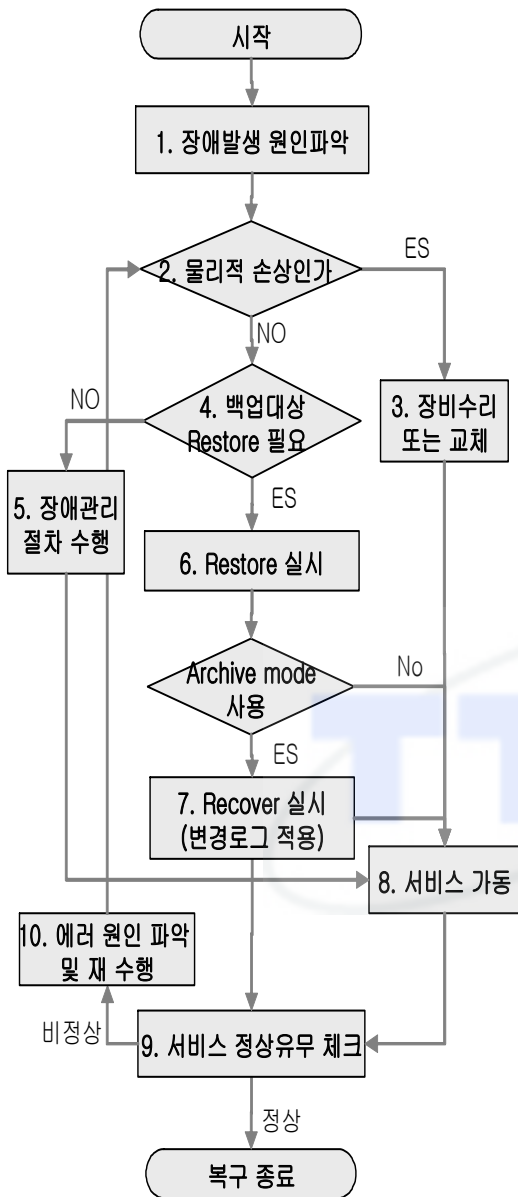 시작
1. 장애발생 원인파악
2. 물리적 손상인가
ES
NO
NO
4. 백업대상
Restore 필요
3. 장비수리
또는 교체
5. 장애관리
절차 수행
ES
6. Restore 실시
Archive mode
사용
No
ES
7. Recover 실시
(변경로그 적용)
8. 서비스 가동
10. 에러 원인 파악
및 재 수행
비정상
9. 서비스 정상유무 체크
정상
복구 종료